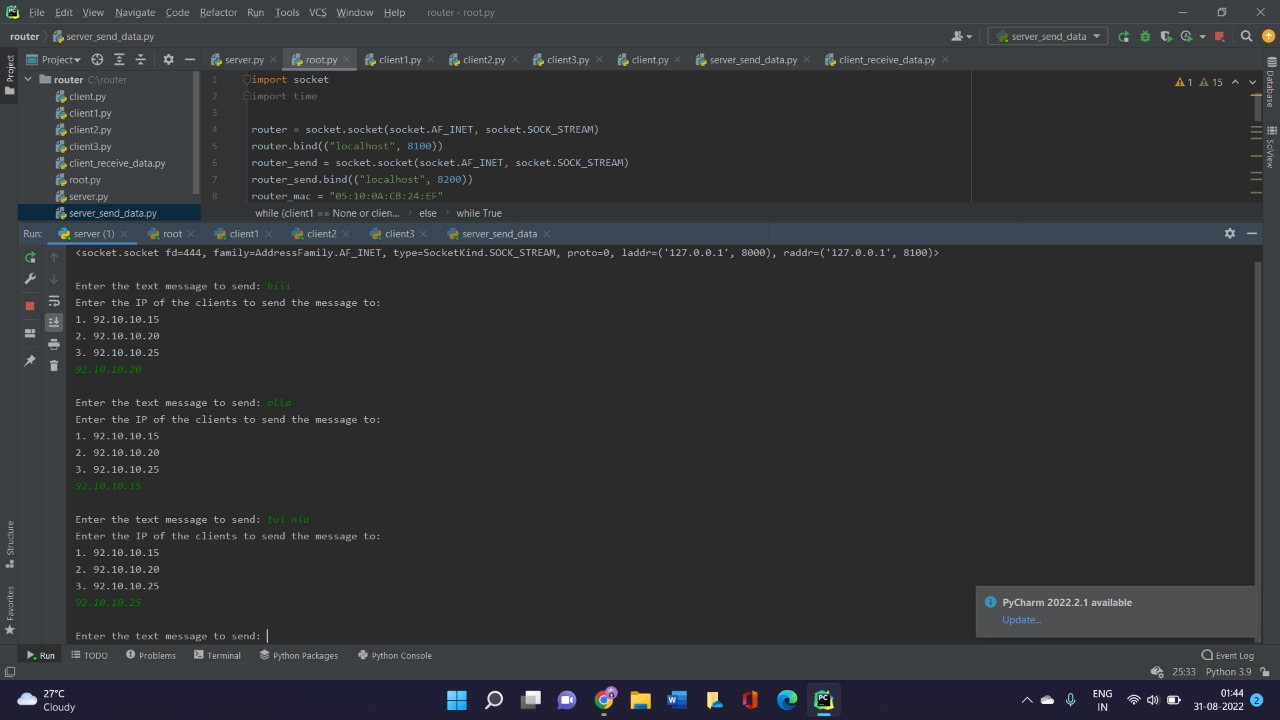 File Edit View Navigate Code Refactor Run Tools VCS Window Help router - root.py
router server_send_data.py server_send_data
Project server.py root.py client1.py client2.py client3.py client.py server_send_data.py client_receive_data.py
Project
router C:\router
client.py
client1.py
client2.py
client3.py
client_receive_data.py
root.py
server.py
server_send_data.py
1 import socket
2 import time
3
4 router = socket.socket(socket.AF_INET, socket.SOCK_STREAM)
5 router.bind(("localhost", 8100))
6 router_send = socket.socket(socket.AF_INET, socket.SOCK_STREAM)
7 router_send.bind(("localhost", 8200))
8 router_mac = "05:10:0A:CB:24:EF"
1 15
while (client1 == None or clien... › else › while True
Database
SciView
Run: server (1) root client1 client2 client3 server_send_data
<socket.socket fd=444, family=AddressFamily.AF_INET, type=SocketKind.SOCK_STREAM, proto=0, laddr=('127.0.0.1', 8000), raddr=('127.0.0.1', 8100)>
Enter the text message to send: hiii
Enter the IP of the clients to send the message to:
1. 92.10.10.15
2. 92.10.10.20
3. 92.10.10.25
92.10.10.20
Enter the text message to send: olla
Enter the IP of the clients to send the message to:
1. 92.10.10.15
2. 92.10.10.20
3. 92.10.10.25
92.10.10.15
Enter the text message to send: tui niu
Enter the IP of the clients to send the message to:
1. 92.10.10.15
2. 92.10.10.20
3. 92.10.10.25
92.10.10.25
Enter the text message to send:
Structure
Favorites
PyCharm 2022.2.1 available
Update...
Run TODO Problems Terminal Python Packages Python Console Event Log
25:33 Python 3.9
27°C
Cloudy
ENG
IN
01:44
31-08-2022
2